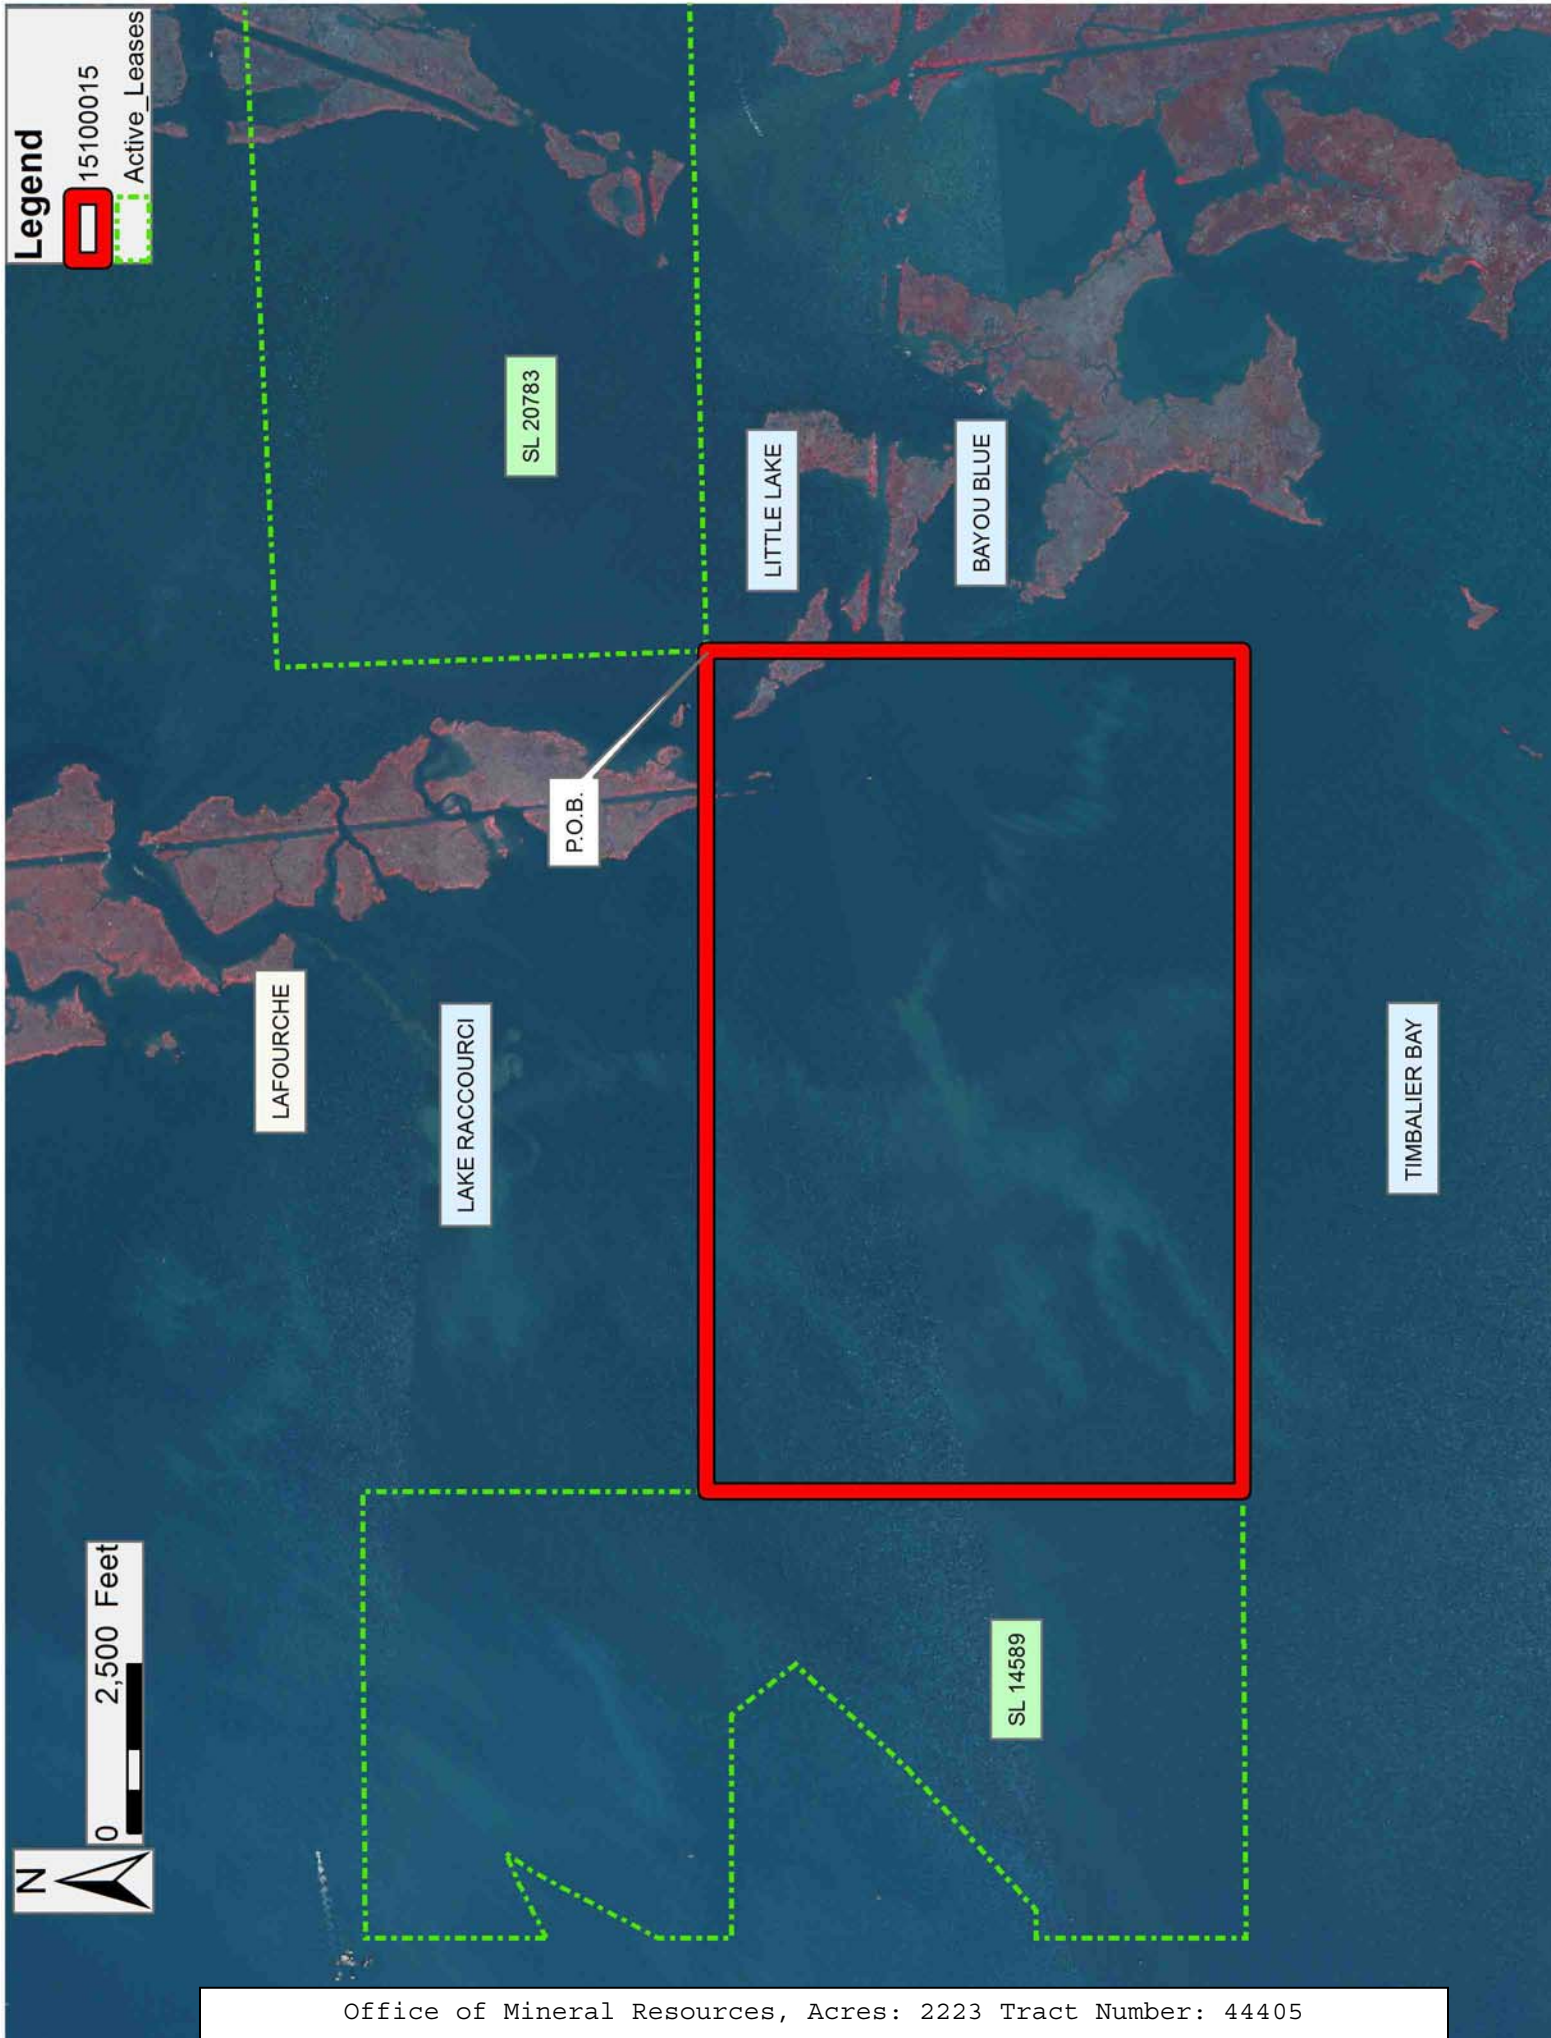 N
0 2,500 Feet
Legend
15100015
Active_Leases
LAFOURCHE
LAKE RACCOURCI
SL 20783
P.O.B.
LITTLE LAKE
BAYOU BLUE
SL 14589
TIMBALIER BAY
Office of Mineral Resources, Acres: 2223 Tract Number: 44405